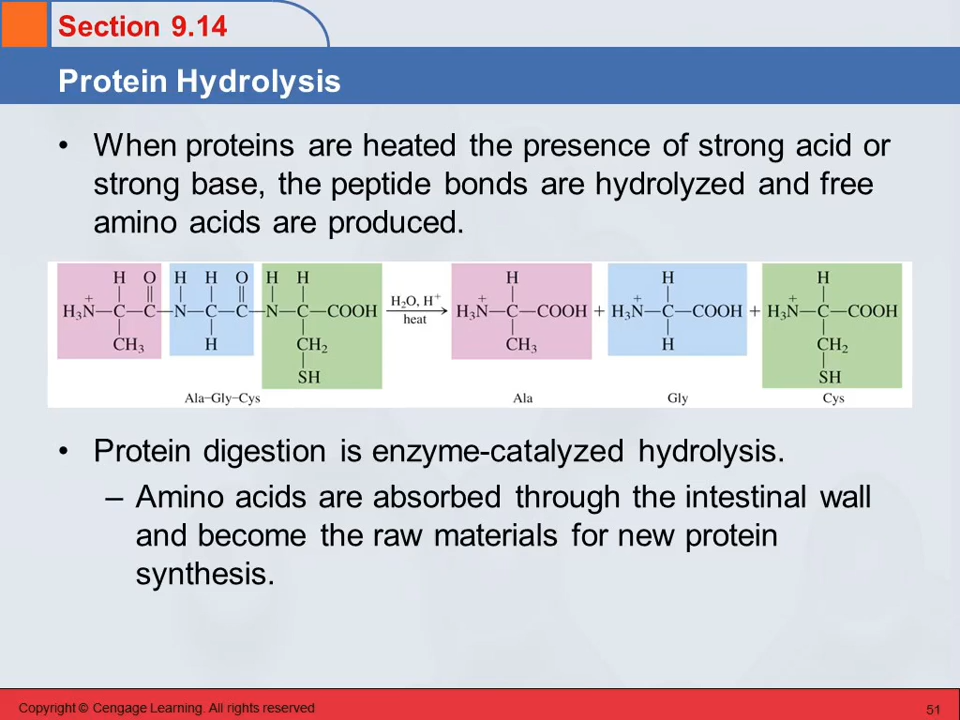 Section 9.14
Protein Hydrolysis
• When proteins are heated the presence of strong acid or
strong base, the peptide bonds are hydrolyzed and free
amino acids are produced.
H O H H O H H H H H
H₃N⁺—C—C—N—C—C—N—C—COOH H₂O, H⁺ heat H₃N⁺—C—COOH + H₃N⁺—C—COOH + H₃N⁺—C—COOH
CH₃ H CH₂ CH₃ H CH₂
SH SH
Ala–Gly–Cys Ala Gly Cys
• Protein digestion is enzyme-catalyzed hydrolysis.
– Amino acids are absorbed through the intestinal wall
and become the raw materials for new protein
synthesis.
Copyright © Cengage Learning. All rights reserved 51